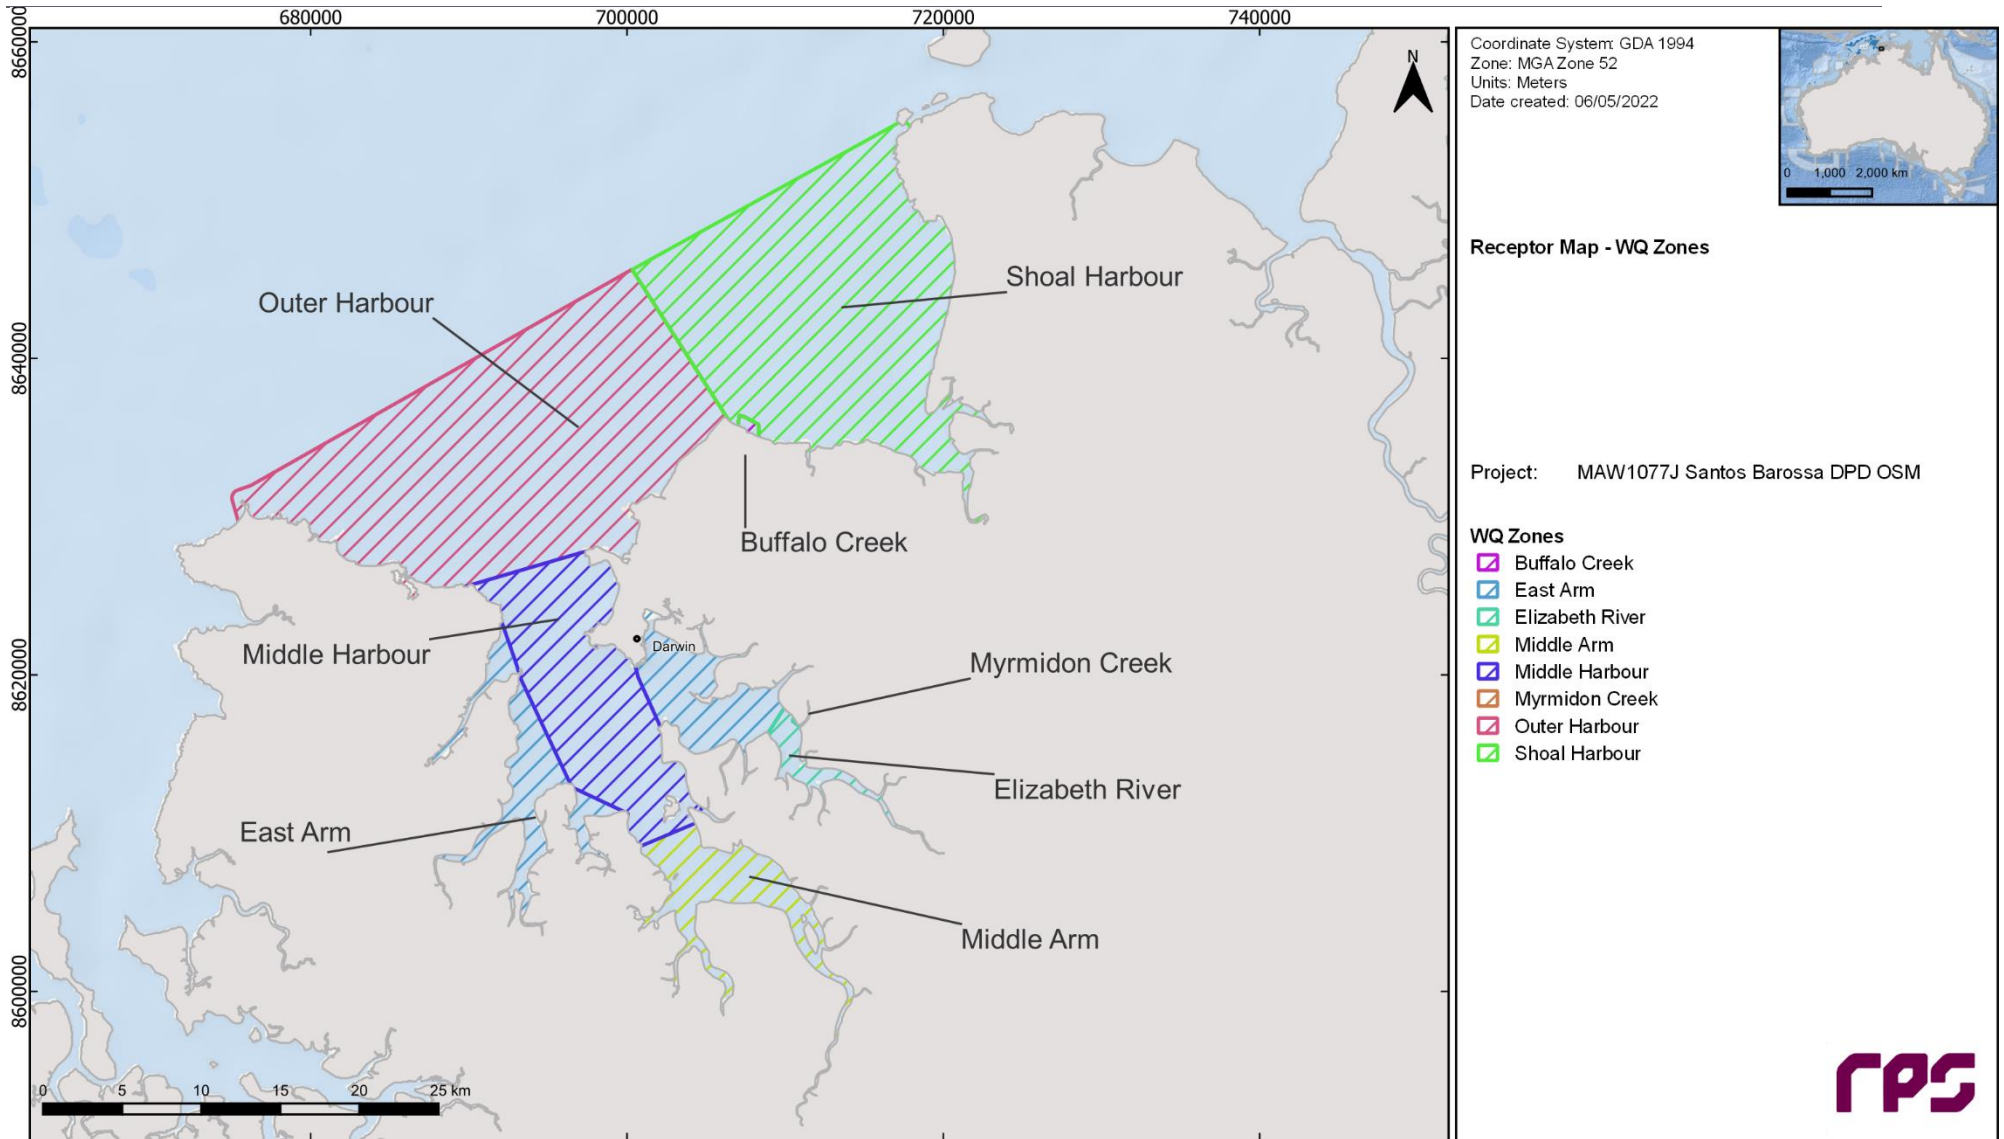 680000
700000
720000
740000
8660000
8640000
8620000
8600000
N
Outer Harbour
Shoal Harbour
Buffalo Creek
Middle Harbour
Darwin
Myrmidon Creek
Elizabeth River
East Arm
Middle Arm
0 5 10 15 20 25 km
Coordinate System: GDA 1994
Zone: MGA Zone 52
Units: Meters
Date created: 06/05/2022
0 1,000 2,000 km
Receptor Map - WQ Zones
Project: MAW1077J Santos Barossa DPD OSM
WQ Zones
Buffalo Creek
East Arm
Elizabeth River
Middle Arm
Middle Harbour
Myrmidon Creek
Outer Harbour
Shoal Harbour
rps